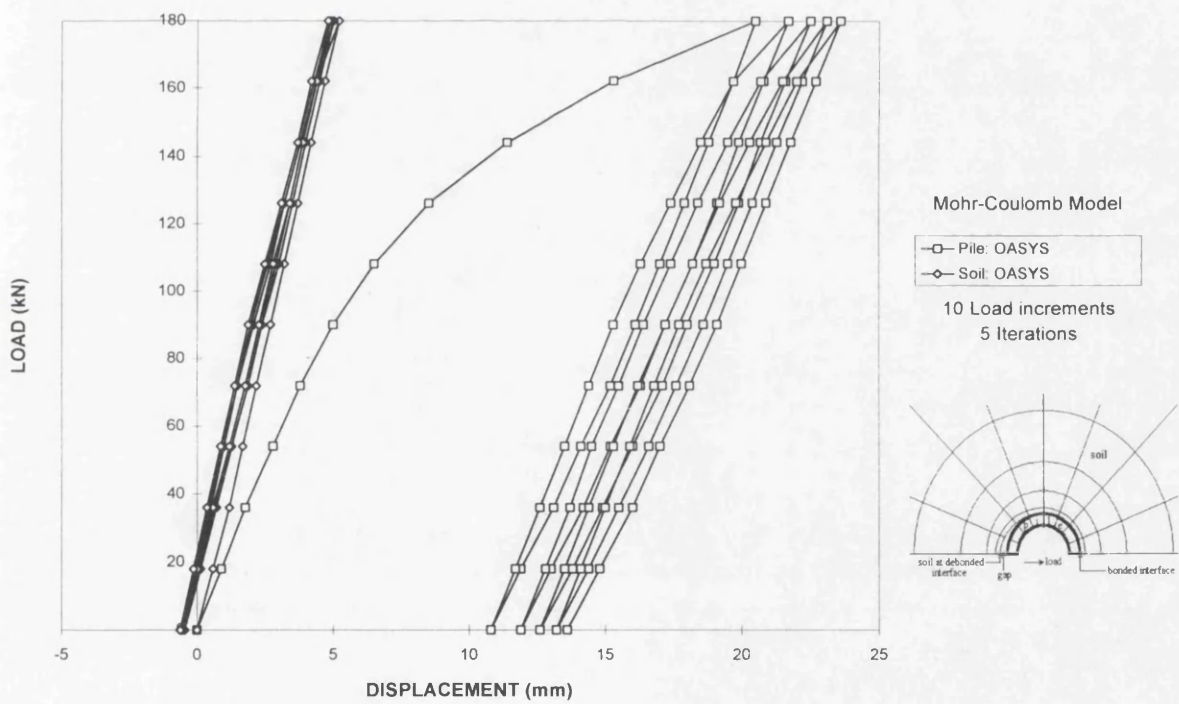 180
160
140
120
100
80
60
40
20
-5
0
5
10
15
20
25
LOAD (kN)
DISPLACEMENT (mm)
Mohr-Coulomb Model
Pile: OASYS
Soil: OASYS
10 Load increments
5 Iterations
soil
soil at debonded
interface
gap
load
bonded interface